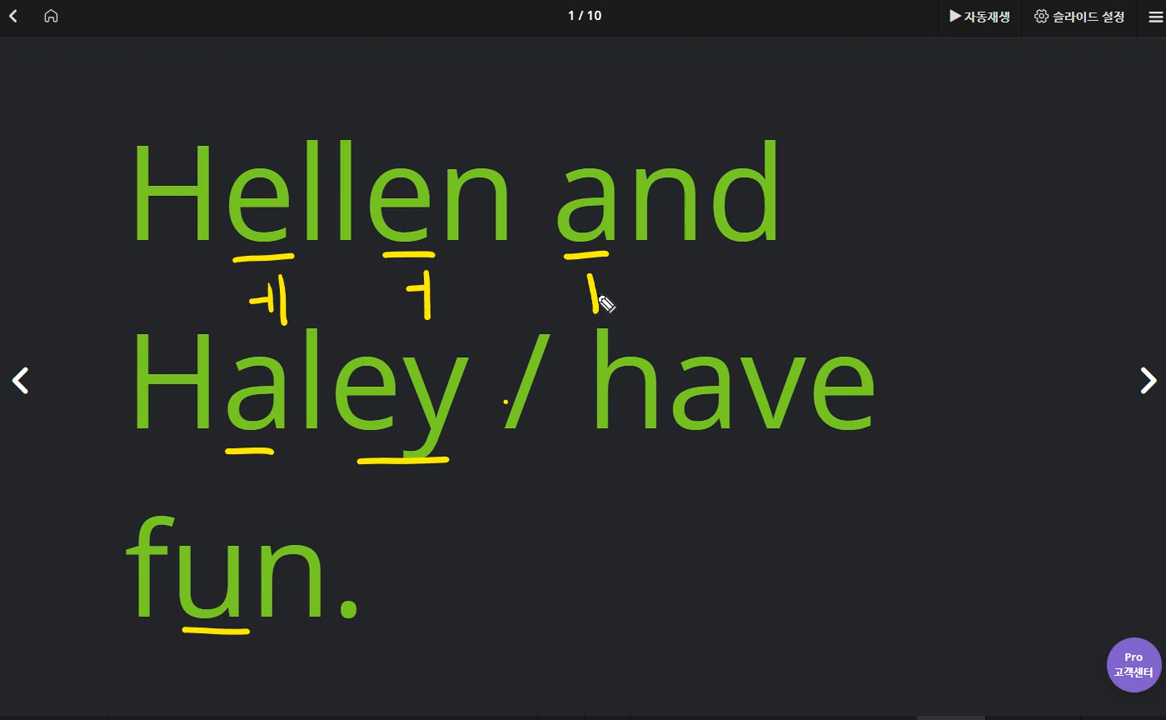 1 / 10
자동재생
슬라이드 설정
Hellen and
ㅔ ㅓ
Haley / have
fun.
Pro
고객센터